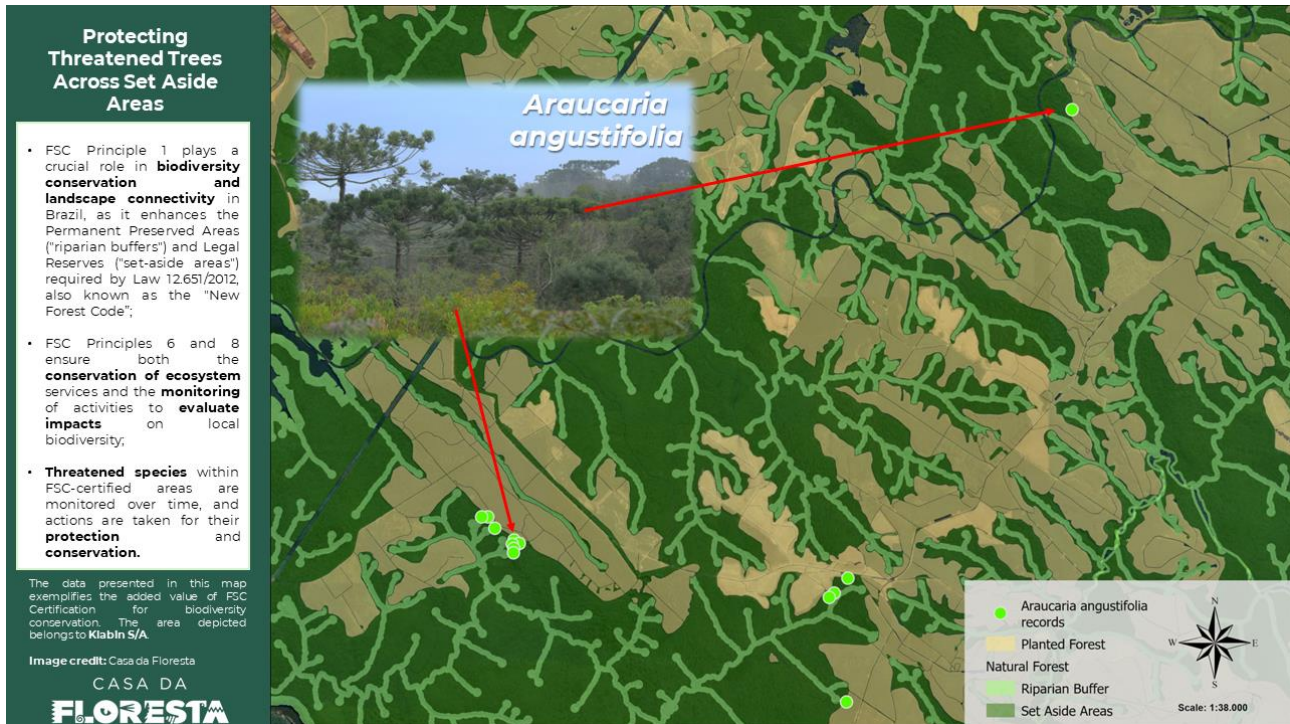 Protecting
Threatened Trees
Across Set Aside
Areas
• FSC Principle 1 plays a
crucial role in biodiversity
conservation and
landscape connectivity in
Brazil, as it enhances the
Permanent Preserved Areas
("riparian buffers") and Legal
Reserves ("set-aside areas")
required by Law 12.651/2012,
also known as the "New
Forest Code";
• FSC Principles 6 and 8
ensure both the
conservation of ecosystem
services and the monitoring
of activities to evaluate
impacts on local
biodiversity;
• Threatened species within
FSC-certified areas are
monitored over time, and
actions are taken for their
protection and
conservation.
The data presented in this map
exemplifies the added value of FSC
Certification for biodiversity
conservation. The area depicted
belongs to Klabin S/A.
Image credit: Casa da Floresta
CASA DA
FLORESTA
Araucaria
angustifolia
Araucaria angustifolia
records
Planted Forest
Natural Forest
Riparian Buffer
Set Aside Areas
N
W E
S
Scale: 1:38.000